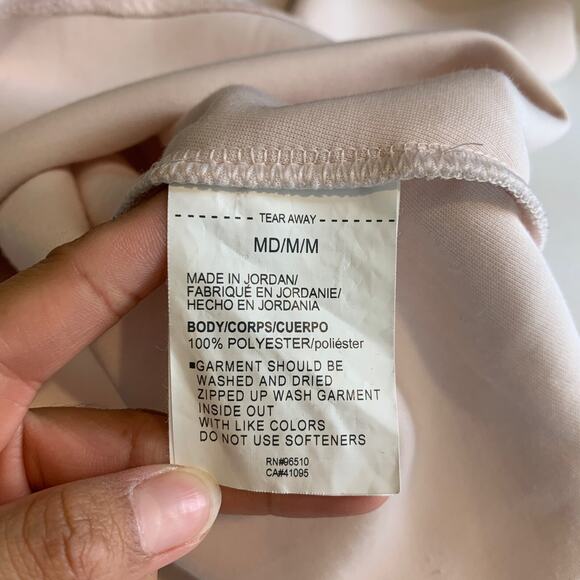 TEAR AWAY
MD/M/M
MADE IN JORDAN/
FABRIQUÉ EN JORDANIE/
HECHO EN JORDANIA
BODY/CORPS/CUERPO
100% POLYESTER/poliéster
▪GARMENT SHOULD BE
WASHED AND DRIED
ZIPPED UP WASH GARMENT
INSIDE OUT
WITH LIKE COLORS
DO NOT USE SOFTENERS
RN#96510
CA#41095